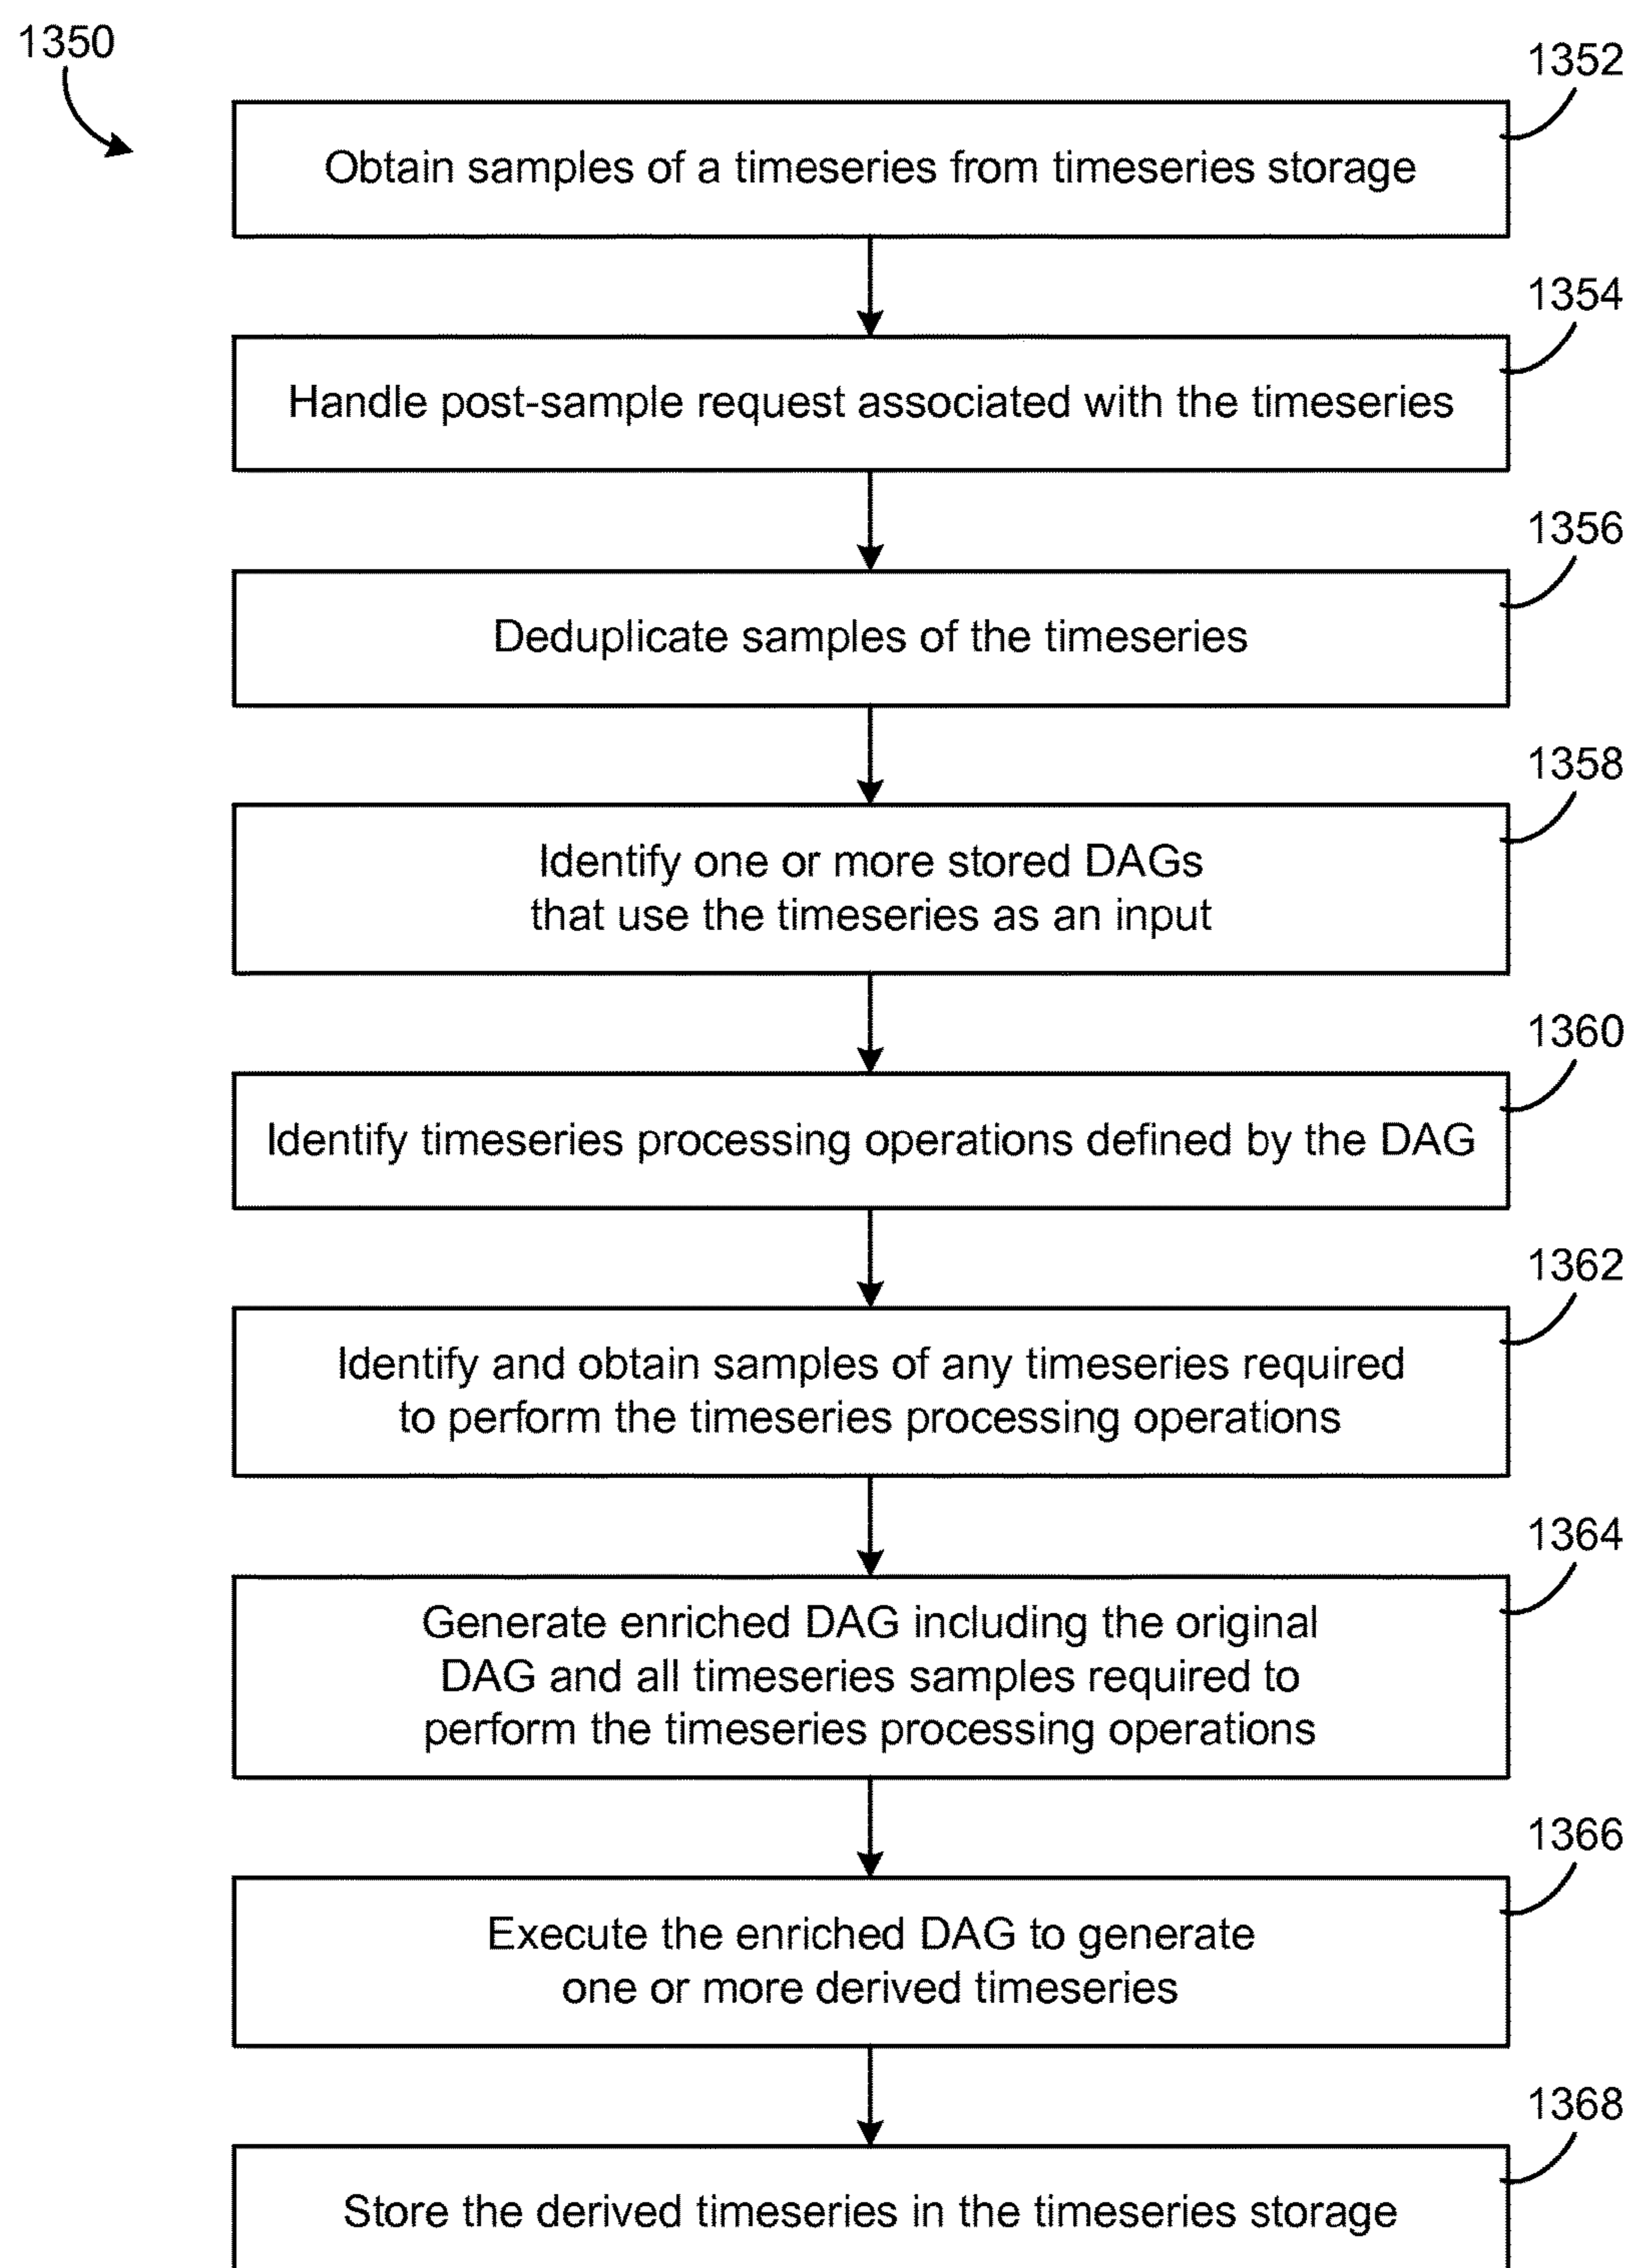 1350
1352
Obtain samples of a timeseries from timeseries storage
1354
Handle post-sample request associated with the timeseries
1356
Deduplicate samples of the timeseries
1358
Identify one or more stored DAGs
that use the timeseries as an input
1360
Identify timeseries processing operations defined by the DAG
1362
Identify and obtain samples of any timeseries required
to perform the timeseries processing operations
1364
Generate enriched DAG including the original
DAG and all timeseries samples required to
perform the timeseries processing operations
1366
Execute the enriched DAG to generate
one or more derived timeseries
1368
Store the derived timeseries in the timeseries storage